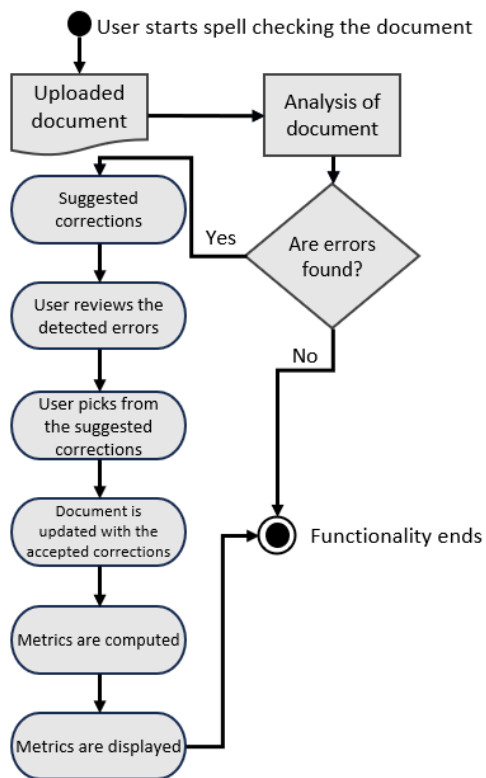 User starts spell checking the document
Uploaded
document
Analysis of
document
Suggested
corrections
Yes
Are errors
found?
User reviews the
detected errors
No
User picks from
the suggested
corrections
Document is
updated with the
accepted corrections
Functionality ends
Metrics are computed
Metrics are displayed